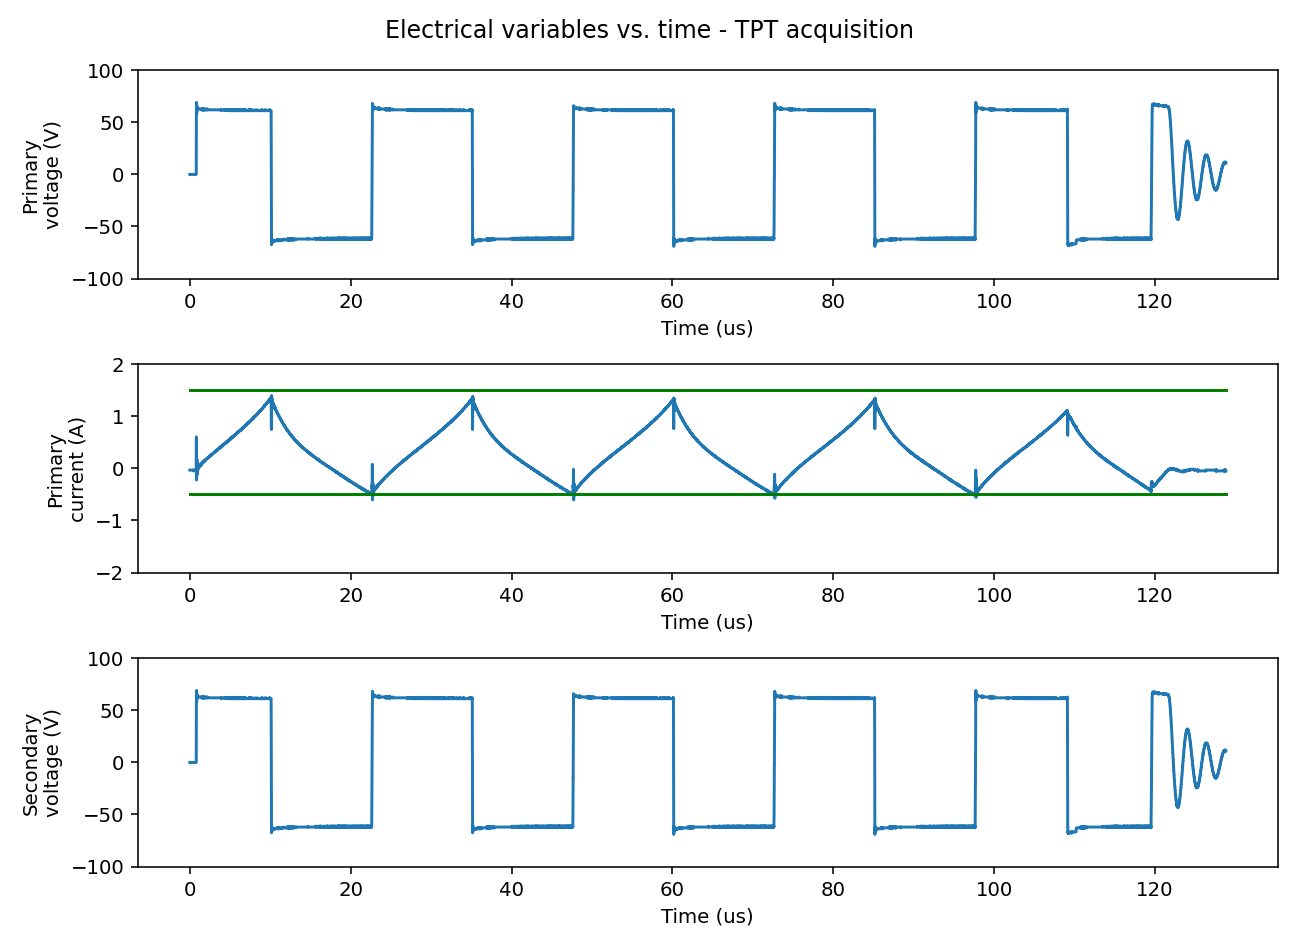 Electrical variables vs. time - TPT acquisition
Primary
voltage (V)
100
50
0
−50
−100
0 20 40 60 80 100 120
Time (us)
Primary
current (A)
2
1
0
−1
−2
0 20 40 60 80 100 120
Time (us)
Secondary
voltage (V)
100
50
0
−50
−100
0 20 40 60 80 100 120
Time (us)